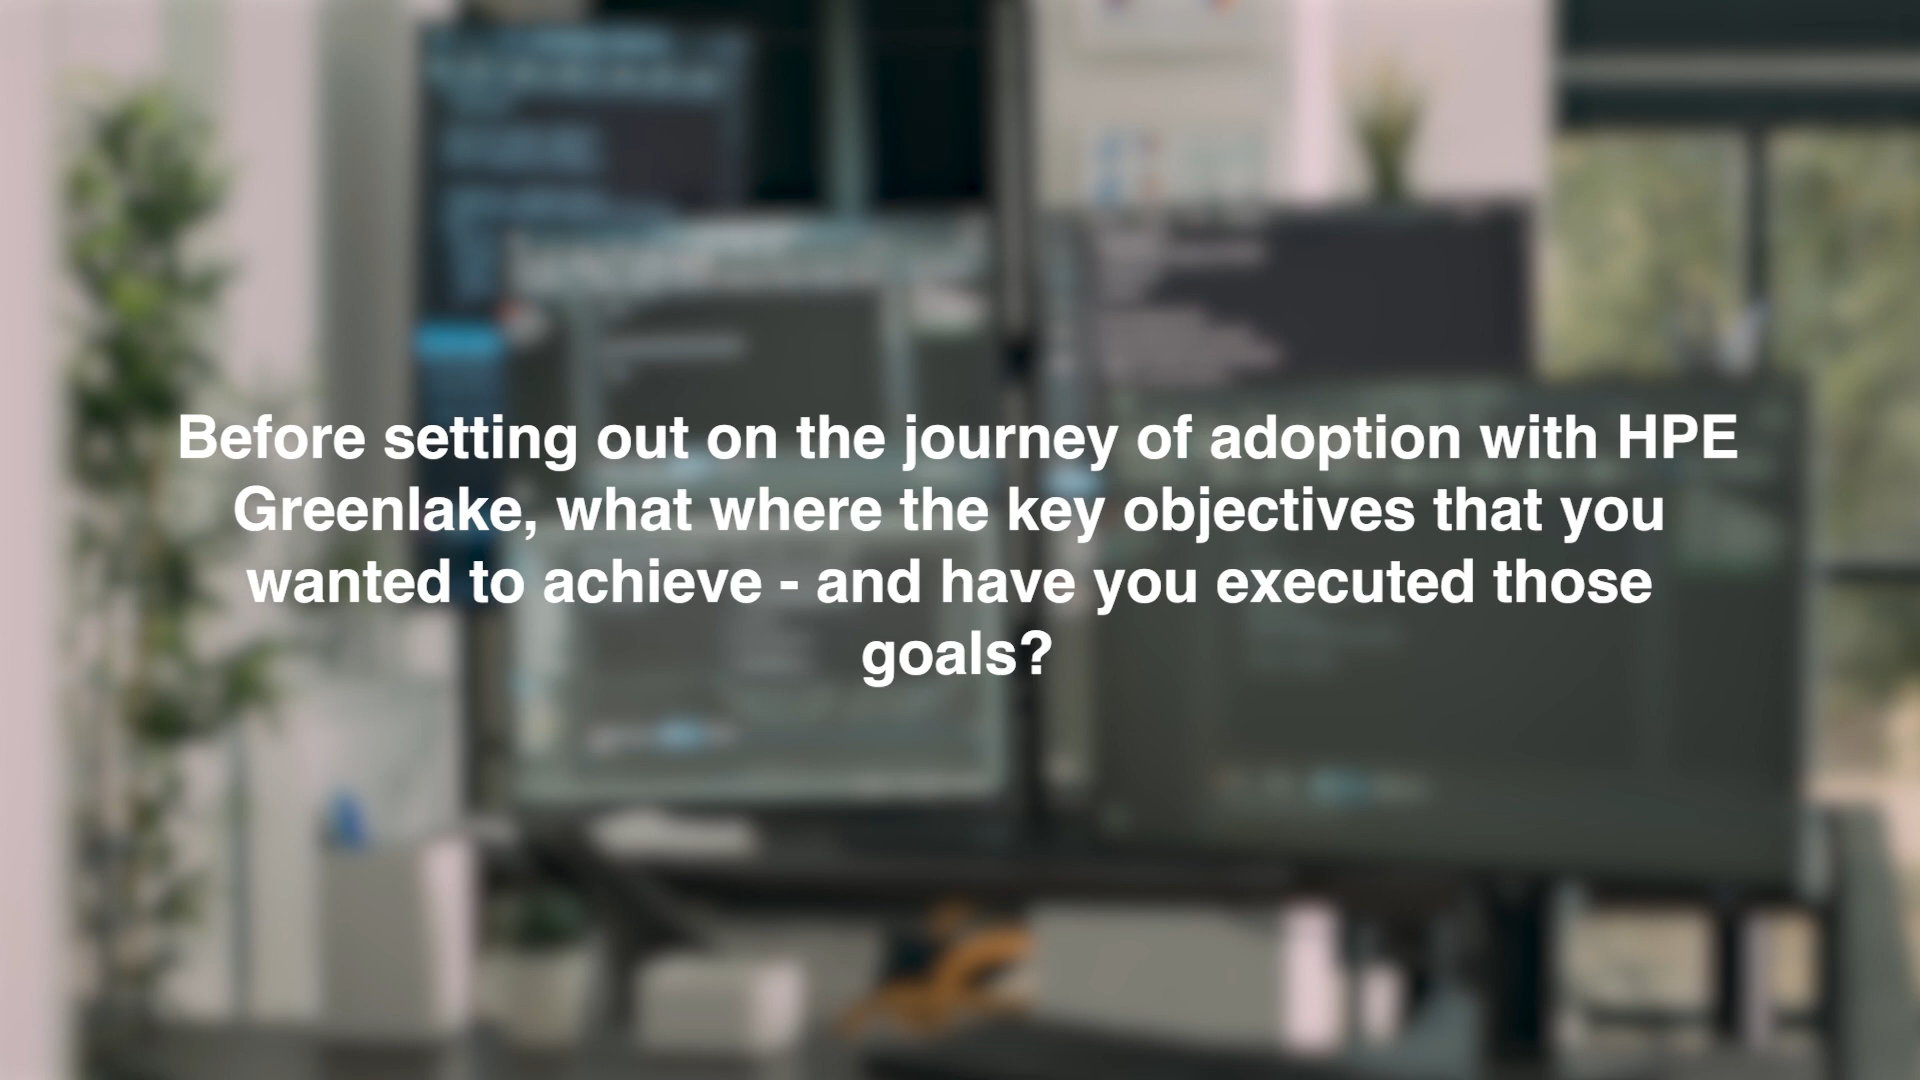 Before setting out on the journey of adoption with HPE
Greenlake, what where the key objectives that you
wanted to achieve - and have you executed those
goals?